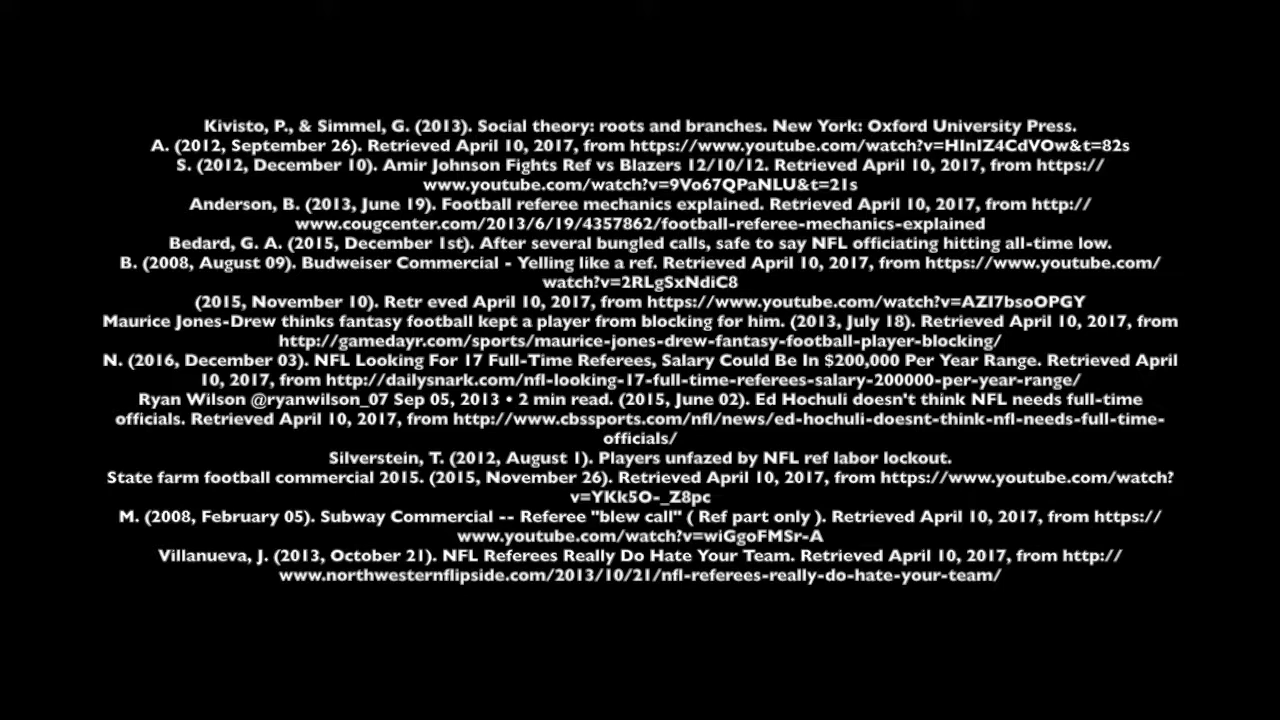 Kivisto, P., & Simmel, G. (2013). Social theory: roots and branches. New York: Oxford University Press.
A. (2012, September 26). Retrieved April 10, 2017, from https://www.youtube.com/watch?v=HInIZ4CdVOw&t=82s
S. (2012, December 10). Amir Johnson Fights Ref vs Blazers 12/10/12. Retrieved April 10, 2017, from https://
www.youtube.com/watch?v=9Vo67QPaNLU&t=21s
Anderson, B. (2013, June 19). Football referee mechanics explained. Retrieved April 10, 2017, from http://
www.cougcenter.com/2013/6/19/4357862/football-referee-mechanics-explained
Bedard, G. A. (2015, December 1st). After several bungled calls, safe to say NFL officiating hitting all-time low.
B. (2008, August 09). Budweiser Commercial - Yelling like a ref. Retrieved April 10, 2017, from https://www.youtube.com/
watch?v=2RLgSxNdiC8
(2015, November 10). Retr eved April 10, 2017, from https://www.youtube.com/watch?v=AZI7bsoOPGY
Maurice Jones-Drew thinks fantasy football kept a player from blocking for him. (2013, July 18). Retrieved April 10, 2017, from
http://gamedayr.com/sports/maurice-jones-drew-fantasy-football-player-blocking/
N. (2016, December 03). NFL Looking For 17 Full-Time Referees, Salary Could Be In $200,000 Per Year Range. Retrieved April
10, 2017, from http://dailysnark.com/nfl-looking-17-full-time-referees-salary-200000-per-year-range/
Ryan Wilson @ryanwilson_07 Sep 05, 2013 • 2 min read. (2015, June 02). Ed Hochuli doesn't think NFL needs full-time
officials. Retrieved April 10, 2017, from http://www.cbssports.com/nfl/news/ed-hochuli-doesnt-think-nfl-needs-full-time-
officials/
Silverstein, T. (2012, August 1). Players unfazed by NFL ref labor lockout.
State farm football commercial 2015. (2015, November 26). Retrieved April 10, 2017, from https://www.youtube.com/watch?
v=YKk5O-_Z8pc
M. (2008, February 05). Subway Commercial -- Referee "blew call" ( Ref part only ). Retrieved April 10, 2017, from https://
www.youtube.com/watch?v=wiGgoFMSr-A
Villanueva, J. (2013, October 21). NFL Referees Really Do Hate Your Team. Retrieved April 10, 2017, from http://
www.northwesternflipside.com/2013/10/21/nfl-referees-really-do-hate-your-team/